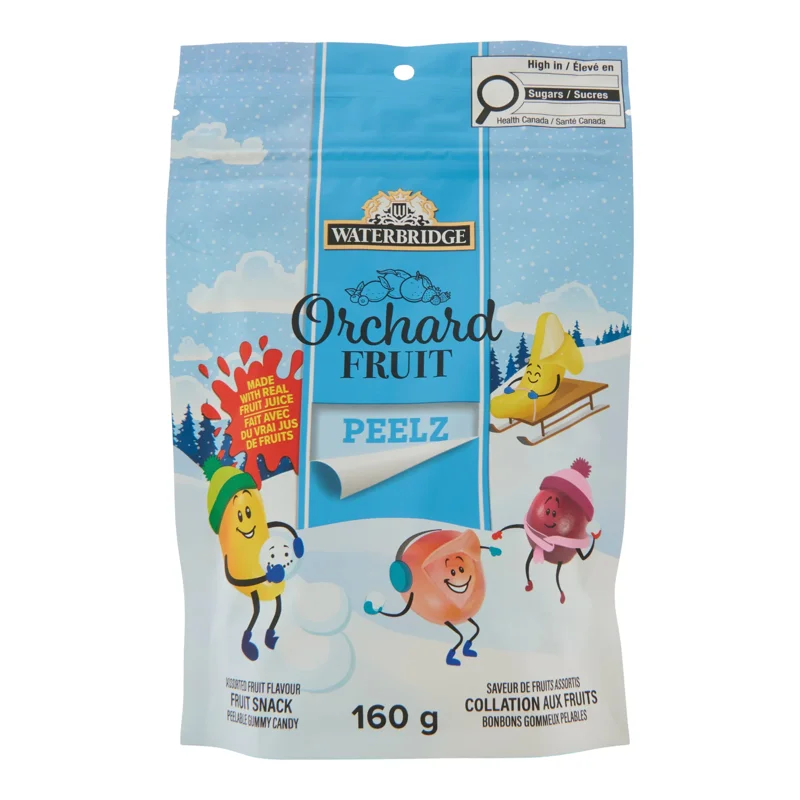 High in / Élevé en
Sugars / Sucres
Health Canada / Santé Canada
WATERBRIDGE
Orchard
FRUIT
PEELZ
MADE
WITH REAL
FRUIT JUICE
FAIT AVEC
DU VRAI JUS
DE FRUITS
ASSORTED FRUIT FLAVOUR
FRUIT SNACK
PEELABLE GUMMY CANDY
160 g
SAVEUR DE FRUITS ASSORTIS
COLLATION AUX FRUITS
BONBONS GOMMEUX PELABLES